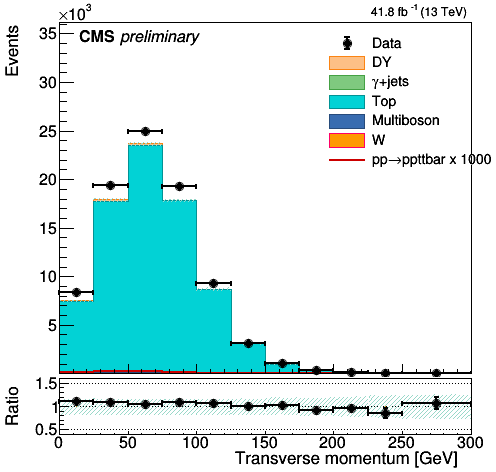 ×10³
41.8 fb⁻¹ (13 TeV)
CMS preliminary
Events
Data
DY
γ+jets
Top
Multiboson
W
pp→ppttbar x 1000
35
30
25
20
15
10
5
Ratio
1.5
1
0.5
0 50 100 150 200 250 300
Transverse momentum [GeV]